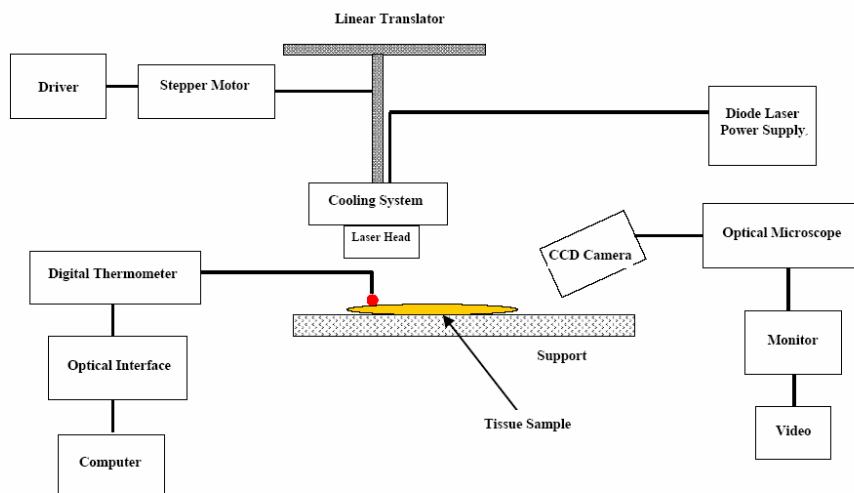 Linear Translator
Driver
Stepper Motor
Diode Laser
Power Supply.
Cooling System
Laser Head
CCD Camera
Optical Microscope
Digital Thermometer
Optical Interface
Support
Monitor
Tissue Sample
Video
Computer